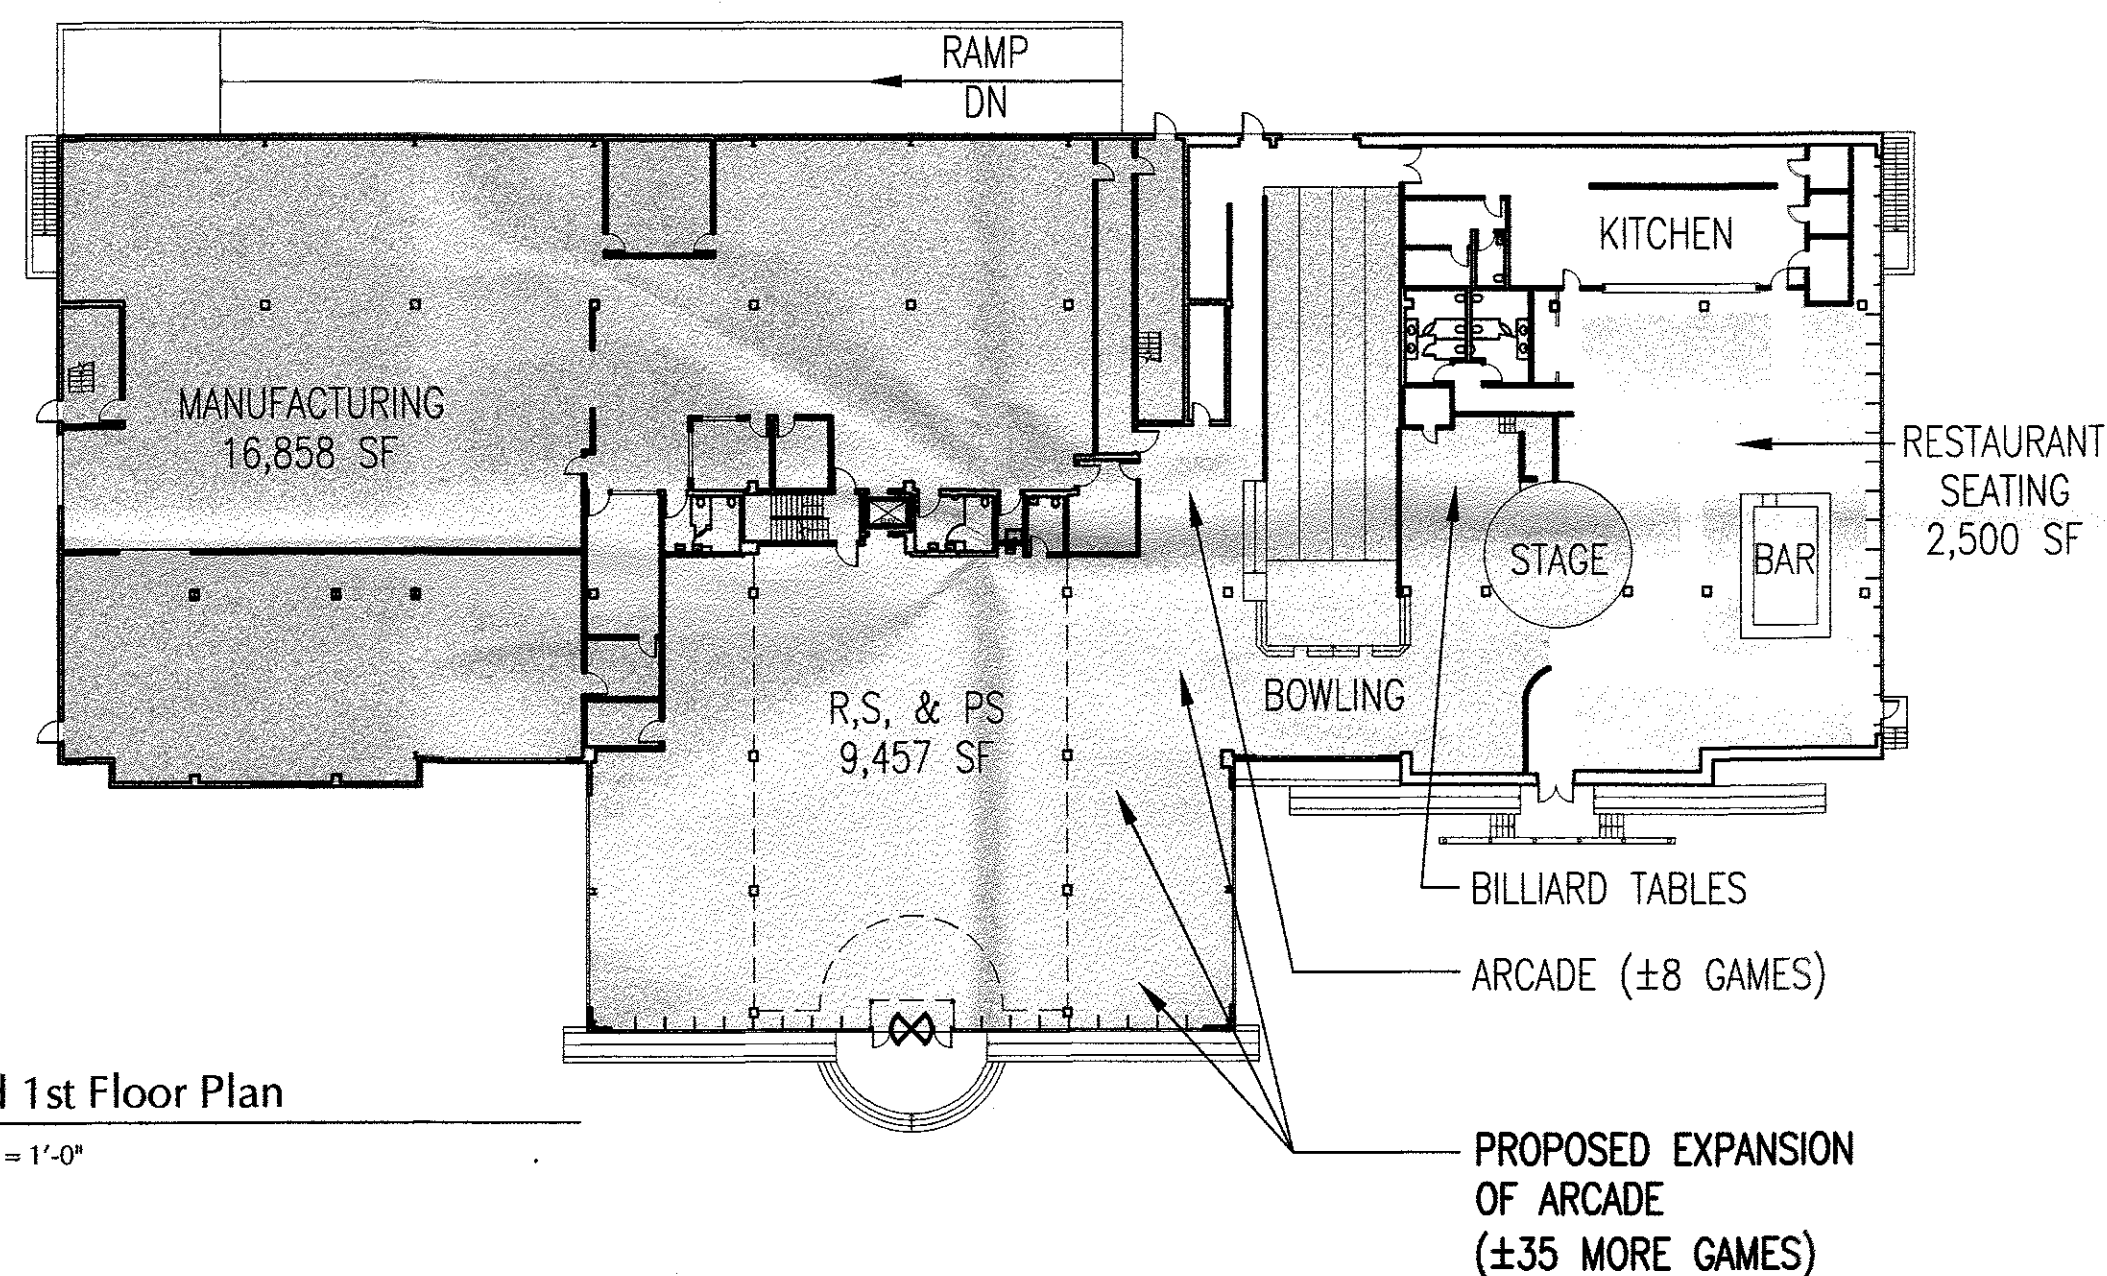 RAMP
DN
KITCHEN
MANUFACTURING
16,858 SF
RESTAURANT
SEATING
2,500 SF
STAGE
BAR
R,S, & PS
9,457 SF
BOWLING
BILLIARD TABLES
ARCADE (±8 GAMES)
1st Floor Plan
= 1'-0"
PROPOSED EXPANSION
OF ARCADE
(±35 MORE GAMES)